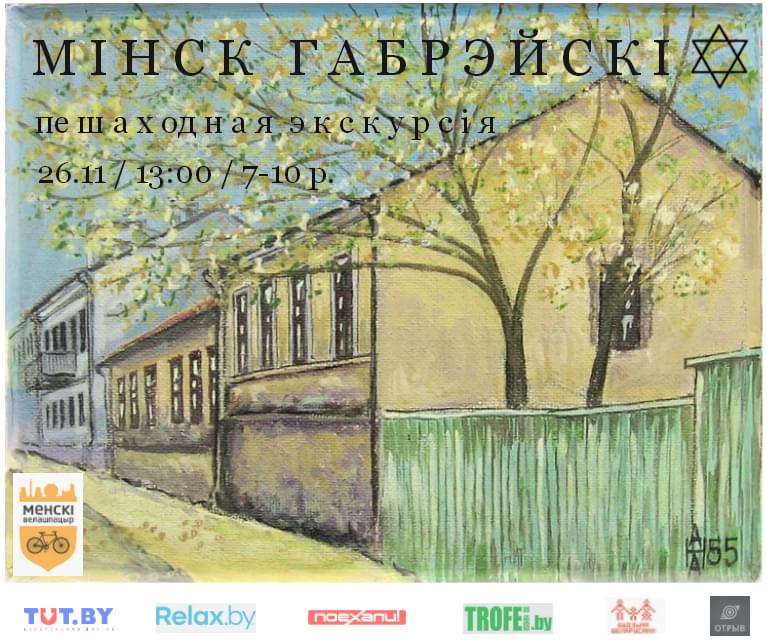 МІНСК ГАБРЭЙСКІ
пешаходная экскурсія
26.11 / 13:00 / 7-10 р.
МЕНСКІ
велашпацыр
55
TUT.BY
Relax.by
поехали!
TROFEI.by
ОТРЫВ